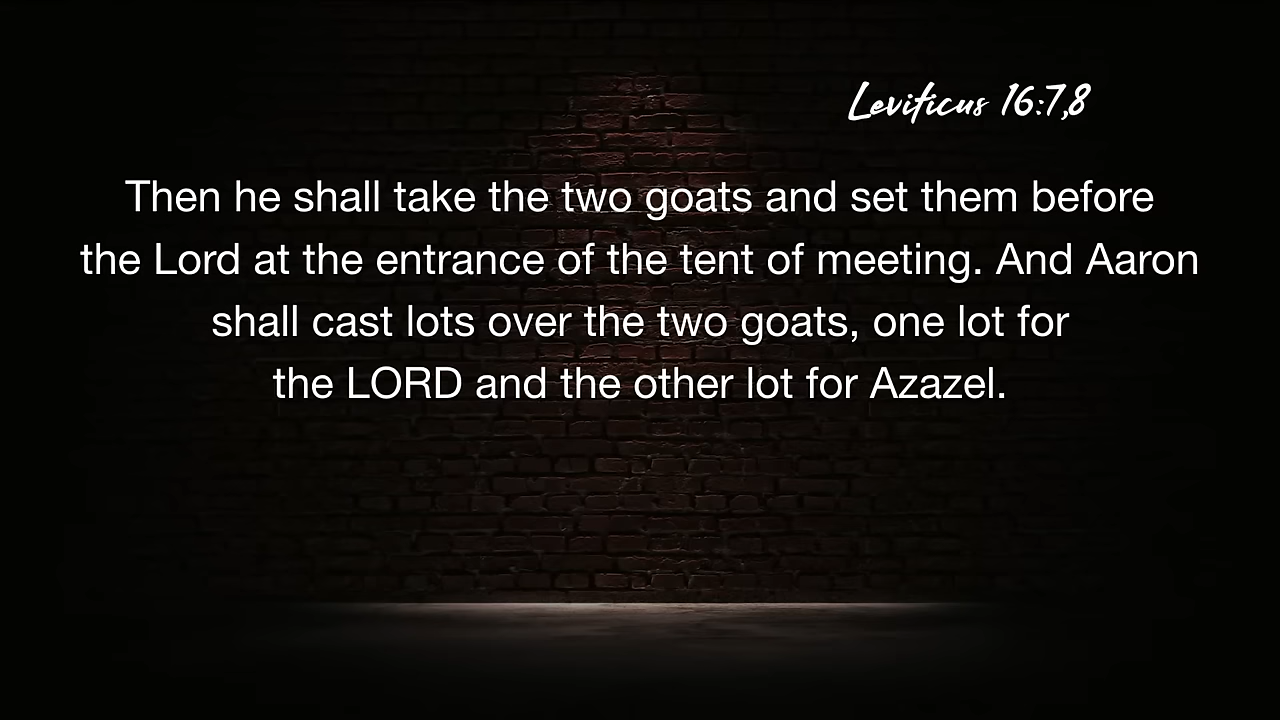 Leviticus 16:7,8
Then he shall take the two goats and set them before
the Lord at the entrance of the tent of meeting. And Aaron
shall cast lots over the two goats, one lot for
the LORD and the other lot for Azazel.